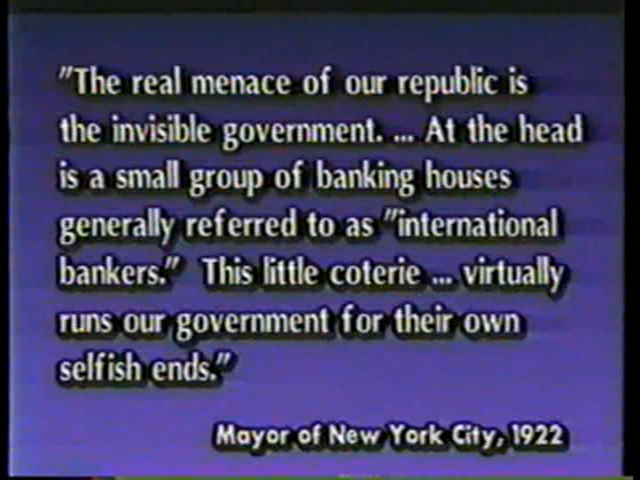 "The real menace of our republic is
the invisible government. ... At the head
is a small group of banking houses
generally referred to as "international
bankers." This little coterie ... virtually
runs our government for their own
selfish ends."
Mayor of New York City, 1922